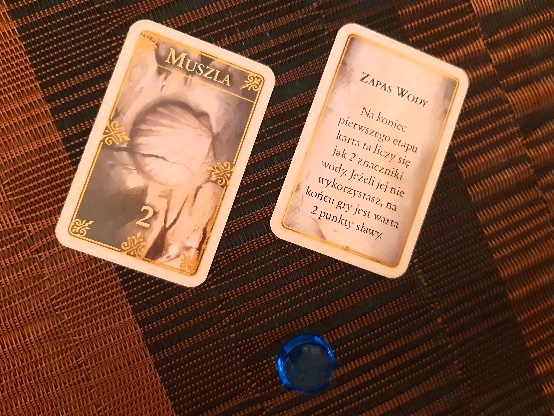 MUSZLA
2
ZAPAS WODY
Na koniec
pierwszego etapu
karta ta liczy się
jak 2 znaczniki
wody. Jeżeli jej nie
wykorzystasz, na
końcu gry jest warta
2 punkty sławy.